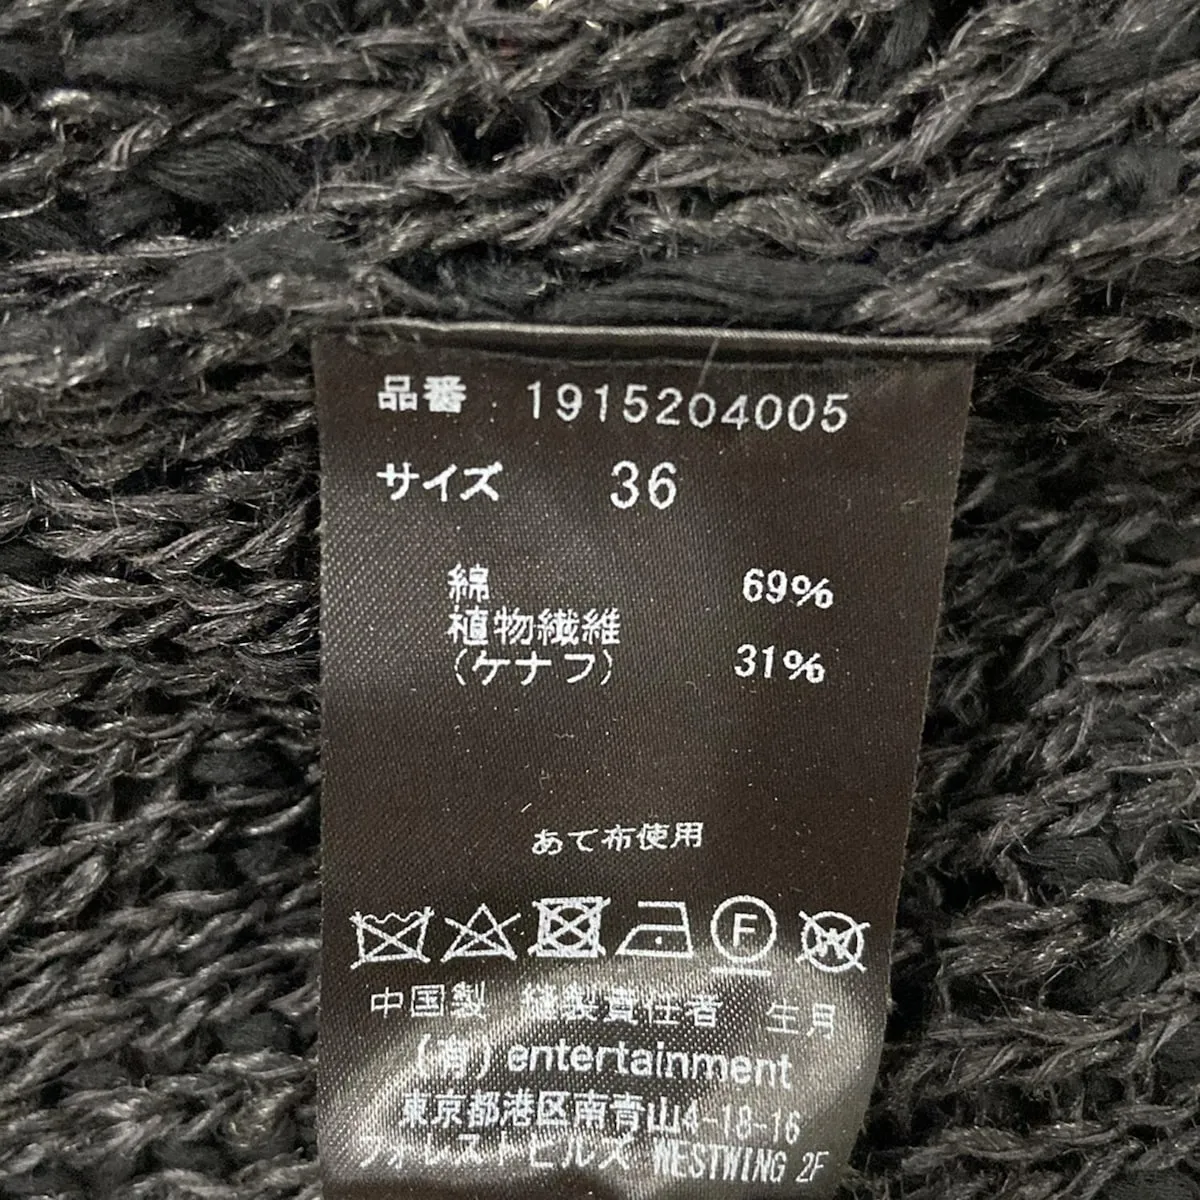 品番 : 1915204005
サイズ 36
綿 69%
植物繊維
(ケナフ) 31%
あて布使用
F W
中国製 縫製責任者 生月
(有) entertainment
東京都港区南青山4-18-16
フォレストヒルズ WESTWING 2F